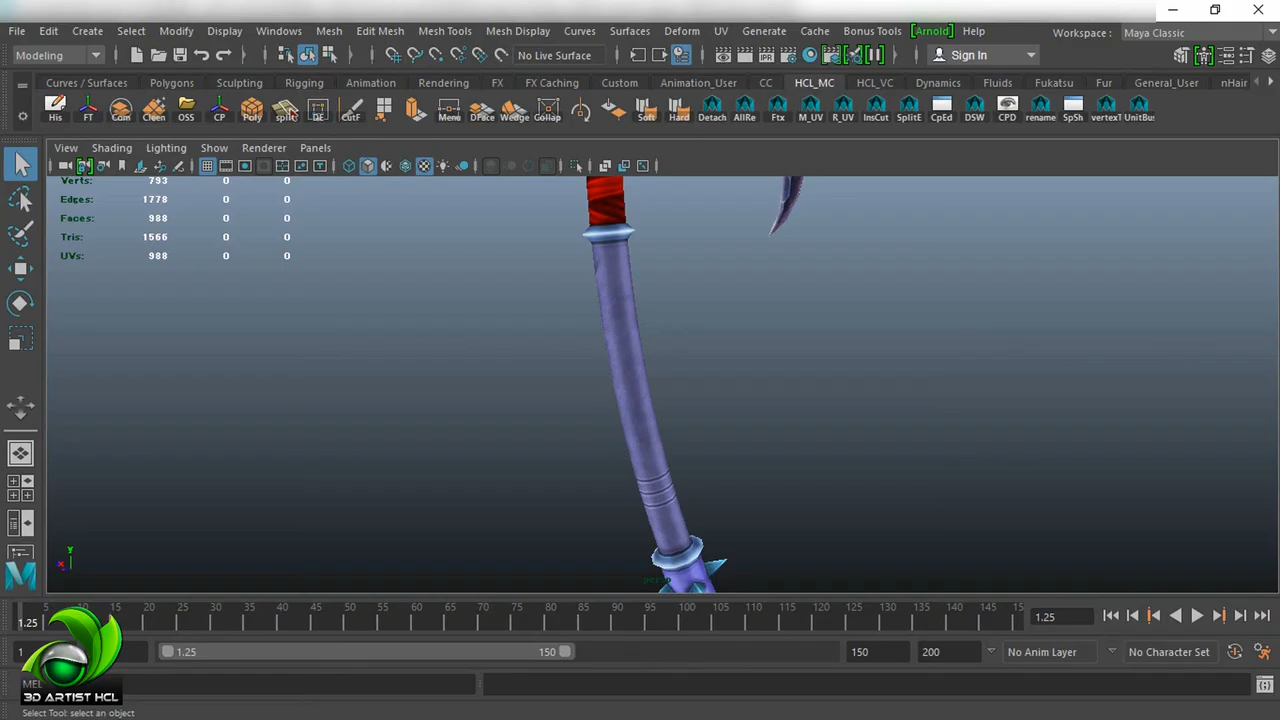 File Edit Create Select Modify Display Windows Mesh Edit Mesh Mesh Tools Mesh Display Curves Surfaces Deform UV Generate Cache Bonus Tools [Arnold] Help Workspace : Maya Classic
Modeling No Live Surface Sign In
Curves / Surfaces Polygons Sculpting Rigging Animation Rendering FX FX Caching Custom Animation_User CC HCL_MC HCL_VC Dynamics Fluids Fukatsu Fur General_User nHair
His FT Cen OSS CP Poly DF CutF Menu DFace Wedge Collap Soft Hard Detach AllRe Ftx M_UV R_UV InsCut SplitE CpEd DSW CPD rename SpSh vertexT UnitBus
View Shading Lighting Show Renderer Panels
Verts: 793 0 0
Edges: 1778 0 0
Faces: 988 0 0
Tris: 1566 0 0
UVs: 988 0 0
y
x
persp
5 15 20 25 30 35 40 45 50 55 60 65 70 75 80 85 90 95 100 105 110 115 120 125 130 135 140 145 15
1.25 1.25
1 1.25 150 150 200 No Anim Layer No Character Set
MEL
3D ARTIST HCL
Select Tool: select an object